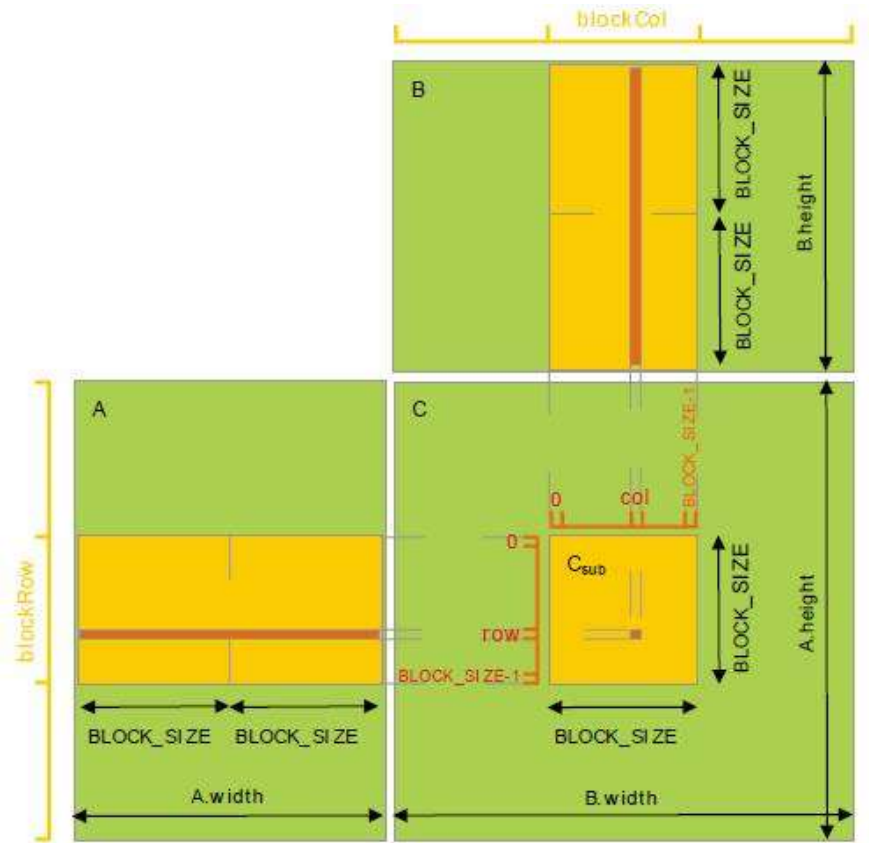 blockCol
B
BLOCK_SIZE
BLOCK_SIZE
B.height
A
C
BLOCK_SIZE-1
0
col
blockRow
0
row
BLOCK_SIZE-1
Csub
BLOCK_SIZE
A.height
BLOCK_SIZE
BLOCK_SIZE
BLOCK_SIZE
A.width
B.width